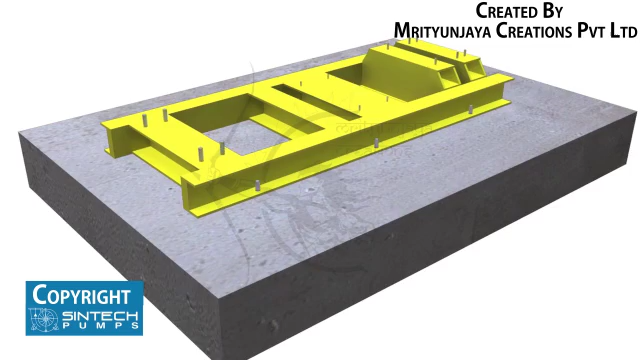 Created By
Mrityunjaya Creations Pvt Ltd
Copyright
SINTECH
PUMPS